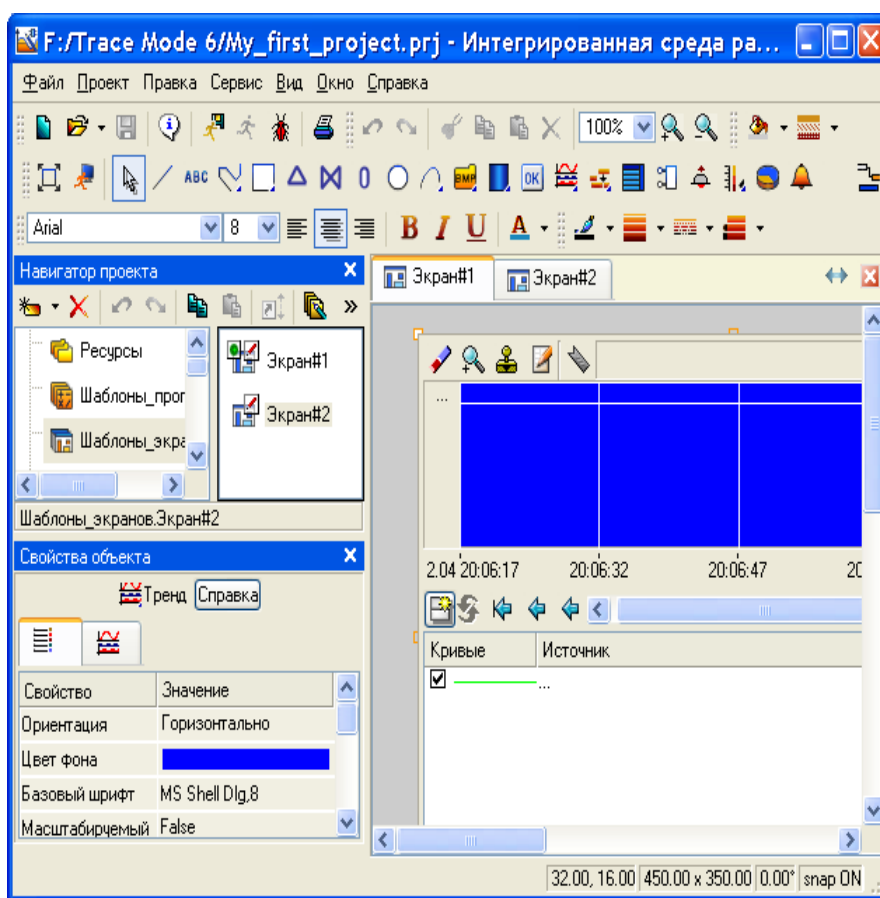 F:/Trace Mode 6/My_first_project.prj - Интегрированная среда ра...
Файл Проект Правка Сервис Вид Окно Справка
100%
ABC BMP OK
Arial 8 B I U A
Навигатор проекта
Экран#1 Экран#2
Ресурсы
Шаблоны_прог
Шаблоны_экра
Экран#1
Экран#2
Шаблоны_экранов.Экран#2
Свойства объекта
Тренд Справка
Свойство Значение
Ориентация Горизонтально
Цвет фона
Базовый шрифт MS Shell Dlg,8
Масштабирчемый False
...
2.04 20:06:17 20:06:32 20:06:47 20
Кривые Источник
...
32.00, 16.00 450.00 x 350.00 0.00° snap ON